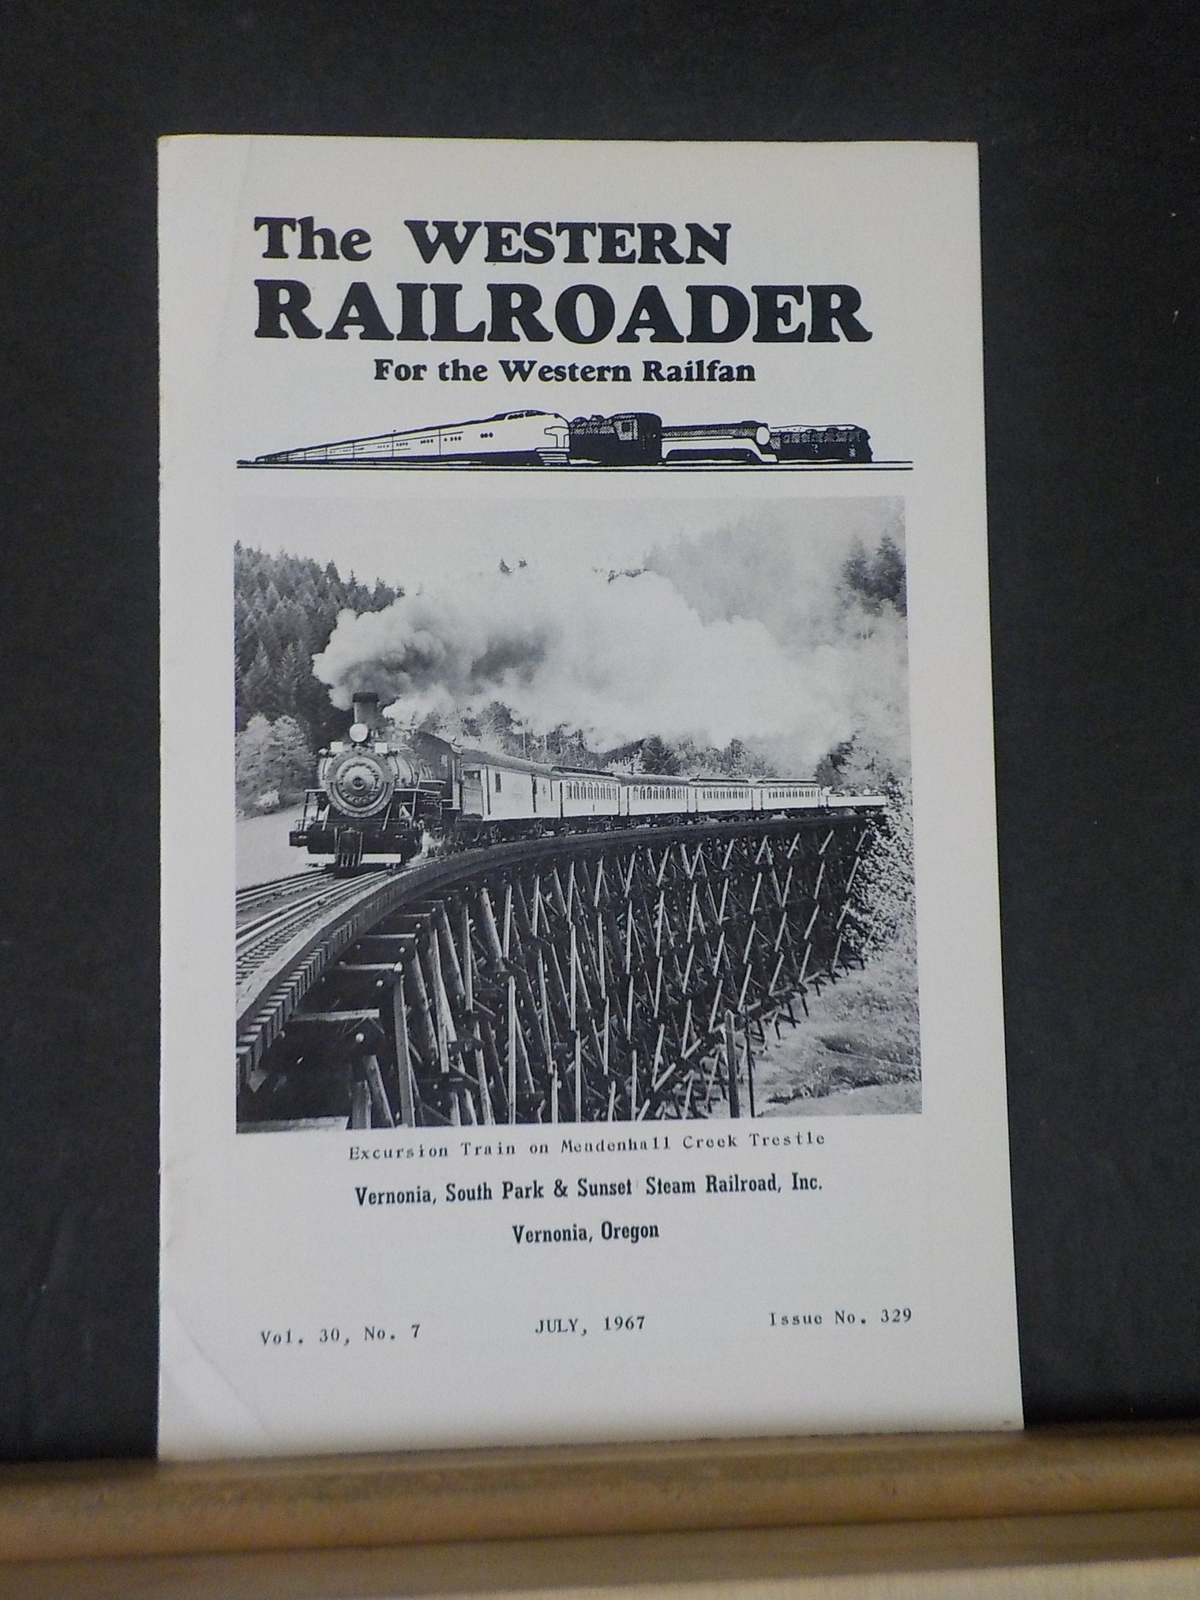 The WESTERN
RAILROADER
For the Western Railfan
Excursion Train on Mendenhall Creek Trestle
Vernonia, South Park & Sunset Steam Railroad, Inc.
Vernonia, Oregon
Vol. 30, No. 7 JULY, 1967 Issue No. 329